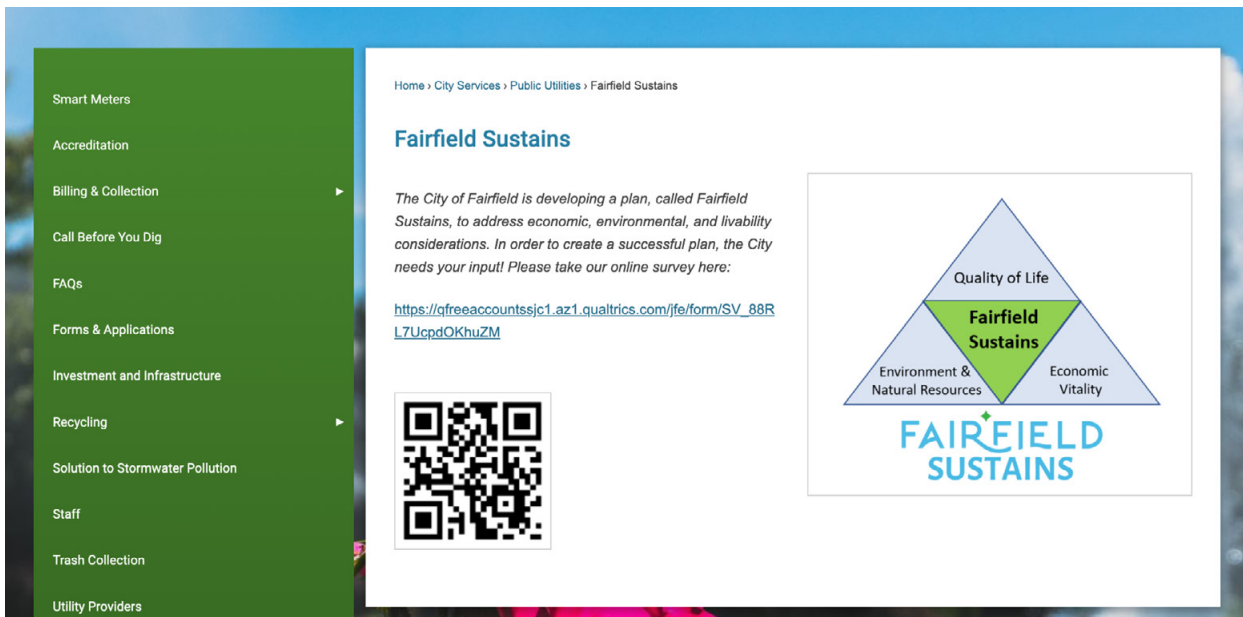 Smart Meters
Accreditation
Billing & Collection
Call Before You Dig
FAQs
Forms & Applications
Investment and Infrastructure
Recycling
Solution to Stormwater Pollution
Staff
Trash Collection
Utility Providers
Home › City Services › Public Utilities › Fairfield Sustains
Fairfield Sustains
The City of Fairfield is developing a plan, called Fairfield
Sustains, to address economic, environmental, and livability
considerations. In order to create a successful plan, the City
needs your input! Please take our online survey here:
https://qfreeaccountssjc1.az1.qualtrics.com/jfe/form/SV_88R
L7UcpdOKhuZM
Quality of Life
Fairfield
Sustains
Environment &
Natural Resources
Economic
Vitality
FAIRFIELD
SUSTAINS